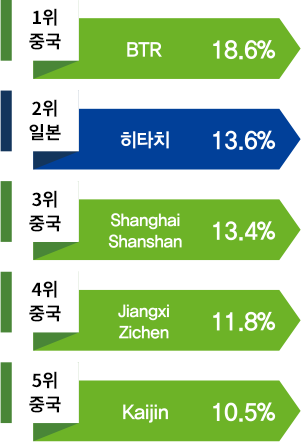 1위
중국
BTR 18.6%
2위
일본
히타치 13.6%
3위
중국
Shanghai
Shanshan
13.4%
4위
중국
Jiangxi
Zichen
11.8%
5위
중국
Kaijin 10.5%